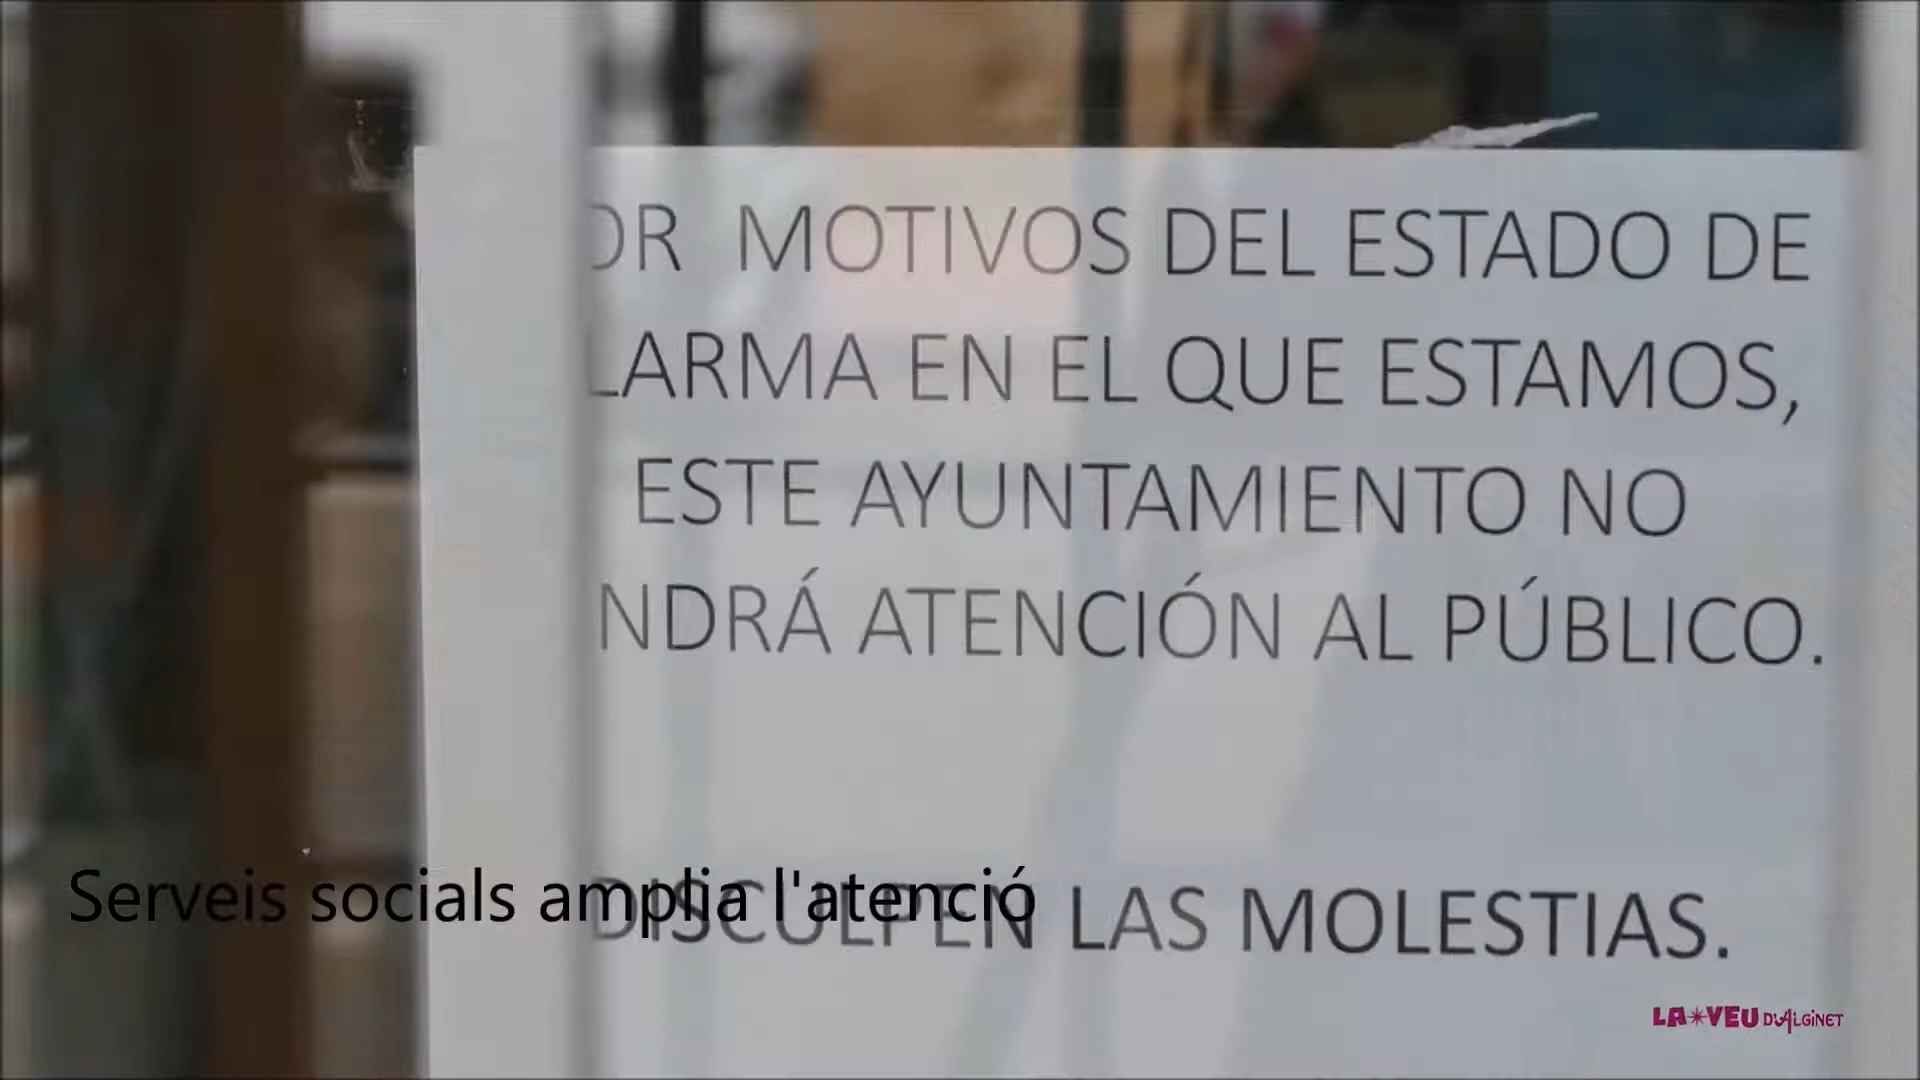 OR MOTIVOS DEL ESTADO DE
LARMA EN EL QUE ESTAMOS,
ESTE AYUNTAMIENTO NO
NDRÁ ATENCIÓN AL PÚBLICO.
DISCULPEN LAS MOLESTIAS.
Serveis socials amplia l'atenció
LA VEU D'ALGINET